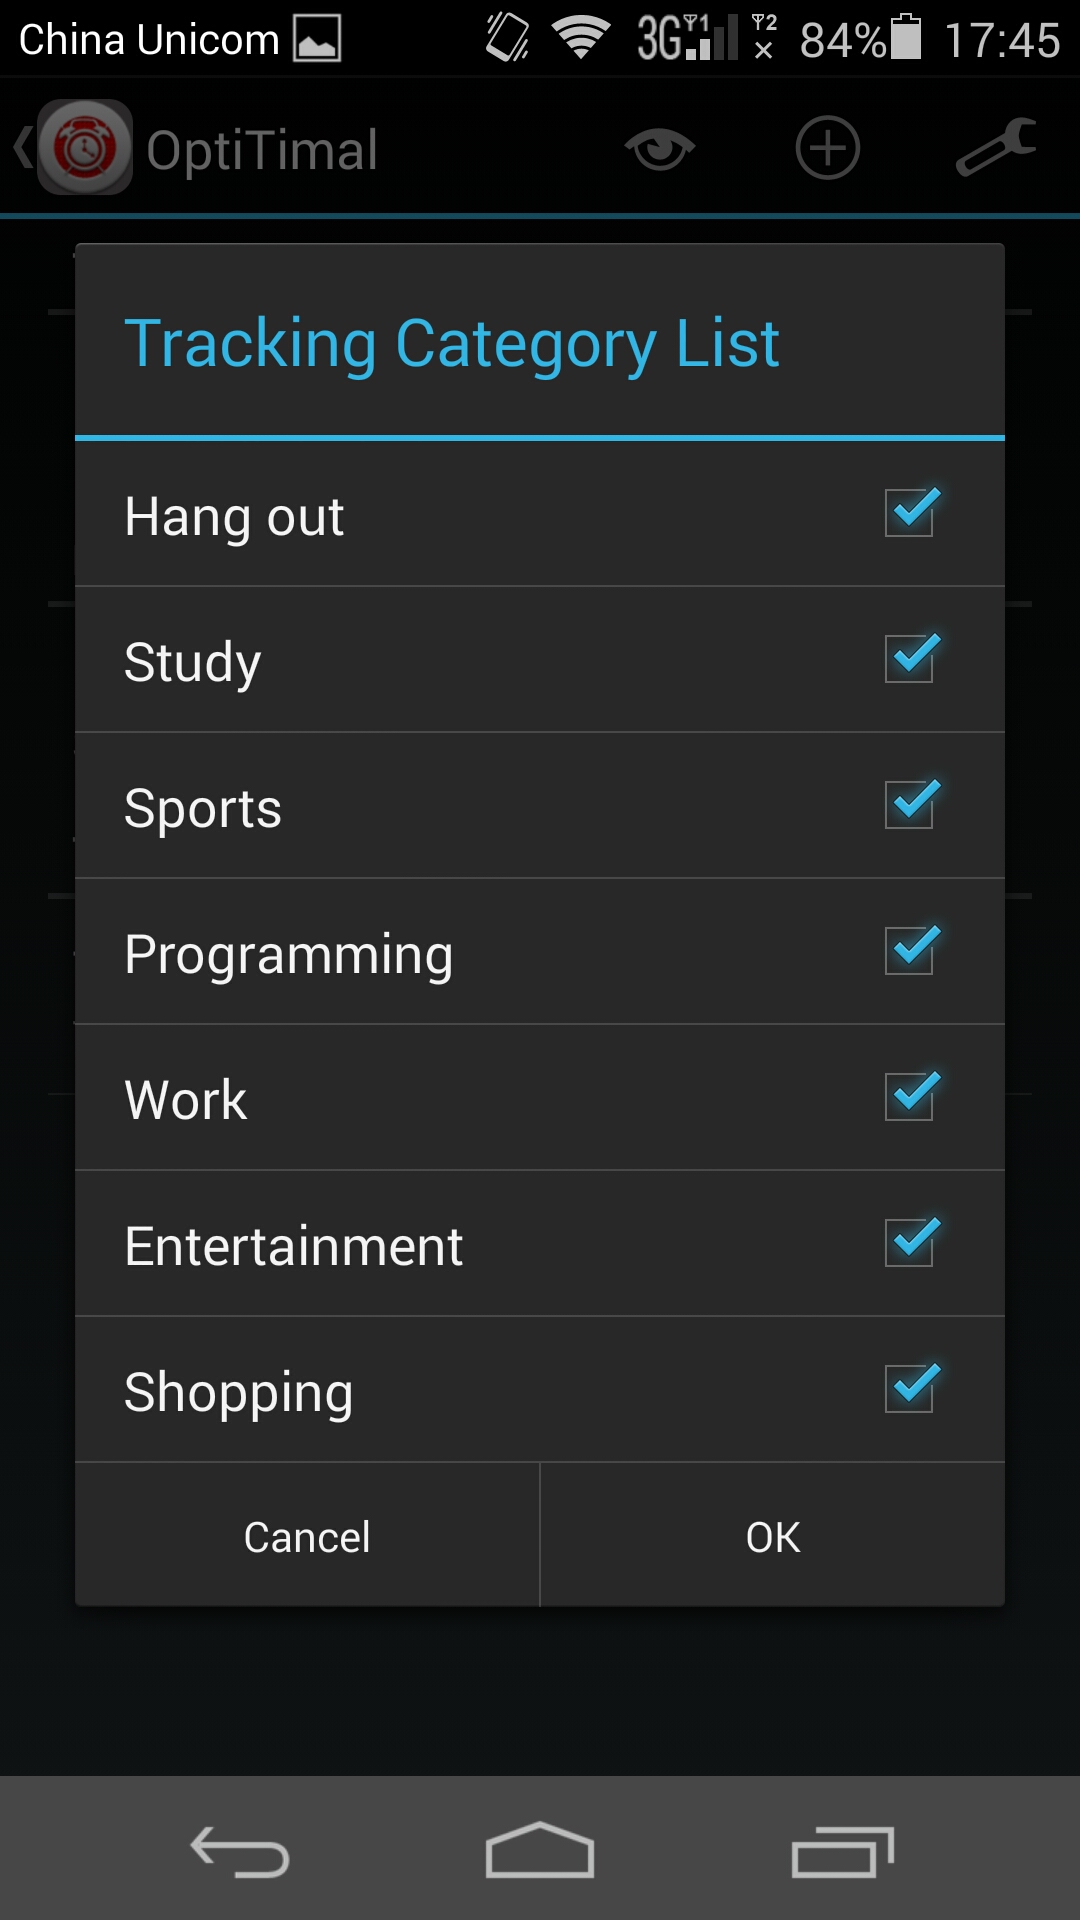 China Unicom 3G 1 2 84% 17:45
OptiTimal
Tracking Category List
Hang out
Study
Sports
Programming
Work
Entertainment
Shopping
Cancel OK